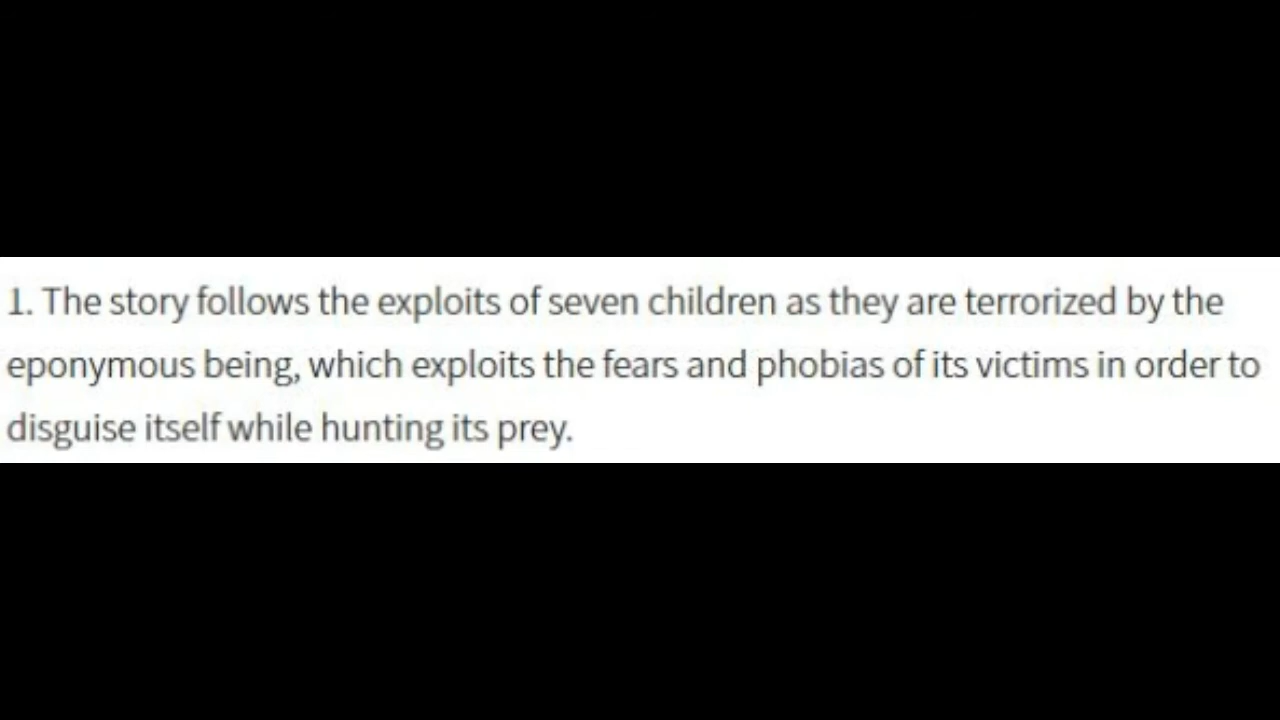 1. The story follows the exploits of seven children as they are terrorized by the
eponymous being, which exploits the fears and phobias of its victims in order to
disguise itself while hunting its prey.